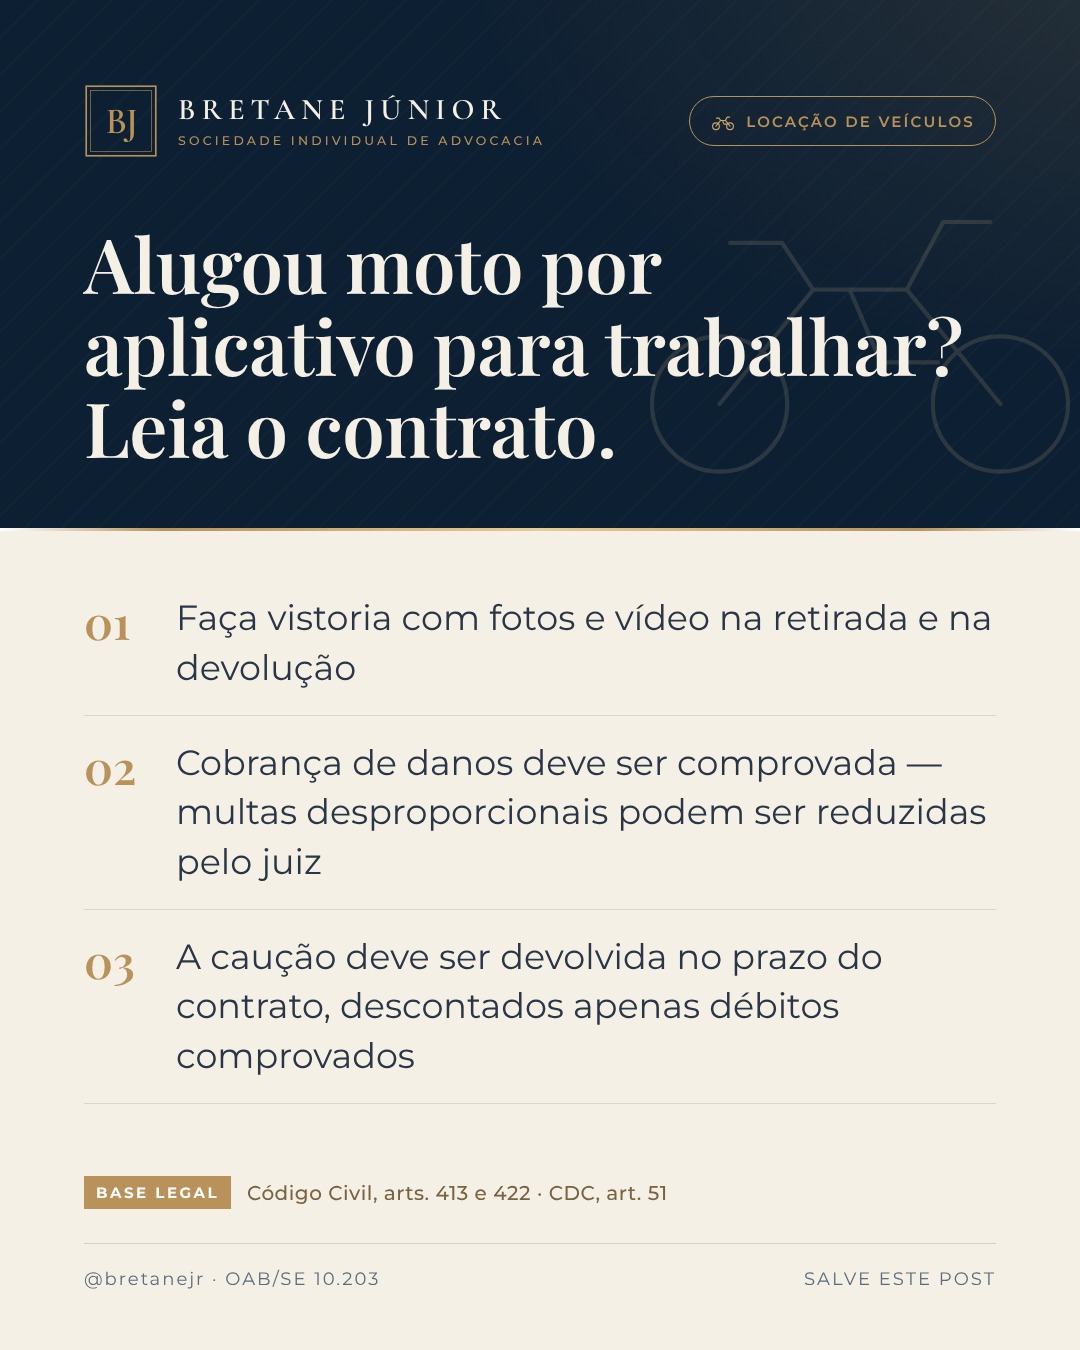 BJ
BRETANE JÚNIOR
SOCIEDADE INDIVIDUAL DE ADVOCACIA
LOCAÇÃO DE VEÍCULOS
Alugou moto por
aplicativo para trabalhar?
Leia o contrato.
01 Faça vistoria com fotos e vídeo na retirada e na
devolução
02 Cobrança de danos deve ser comprovada —
multas desproporcionais podem ser reduzidas
pelo juiz
03 A caução deve ser devolvida no prazo do
contrato, descontados apenas débitos
comprovados
BASE LEGAL Código Civil, arts. 413 e 422 · CDC, art. 51
@bretanejr · OAB/SE 10.203
SALVE ESTE POST